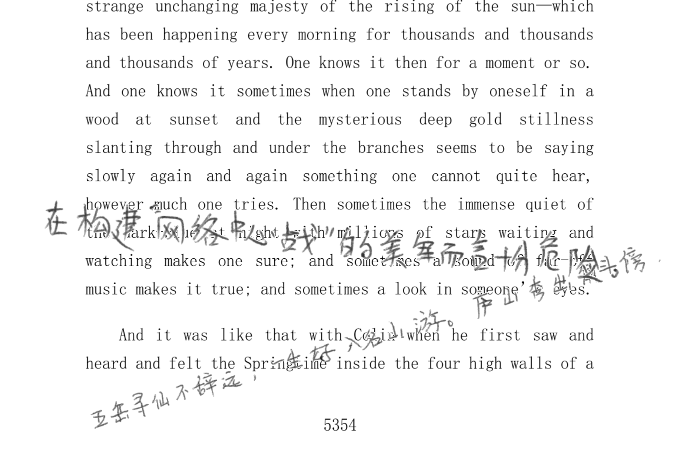 strange unchanging majesty of the rising of the sun—which
has been happening every morning for thousands and thousands
and thousands of years. One knows it then for a moment or so.
And one knows it sometimes when one stands by oneself in a
wood at sunset and the mysterious deep gold stillness
slanting through and under the branches seems to be saying
slowly again and again something one cannot quite hear,
however much one tries. Then sometimes the immense quiet of
the dark blue at night with millions of stars waiting and
watching makes one sure; and sometimes a sound of far-off
music makes it true; and sometimes a look in someone's eyes.
在构建"网络中心战"的美军而言十分危险
And it was like that with Colin when he first saw and
heard and felt the Springtime inside the four high walls of a
五岳寻仙不辞远,一生好入名山游。庐山秀出南斗傍
5354